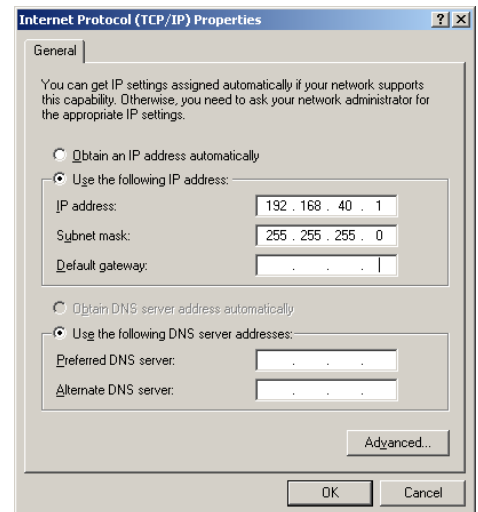 Internet Protocol (TCP/IP) Properties
General
You can get IP settings assigned automatically if your network supports
this capability. Otherwise, you need to ask your network administrator for
the appropriate IP settings.
Obtain an IP address automatically
Use the following IP address:
IP address: 192 . 168 . 40 . 1
Subnet mask: 255 . 255 . 255 . 0
Default gateway: . . .
Obtain DNS server address automatically
Use the following DNS server addresses:
Preferred DNS server: . . .
Alternate DNS server: . . .
Advanced...
OK Cancel